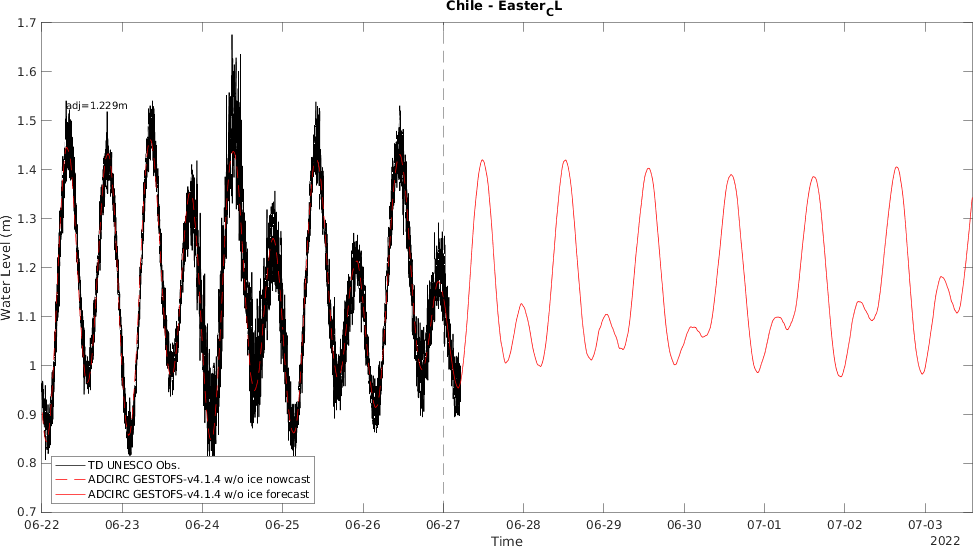 Chile - Easter_CL
1.7
1.6
1.5
1.4
1.3
1.2
1.1
1
0.9
0.8
0.7
Water Level (m)
adj=1.229m
TD UNESCO Obs.
ADCIRC GESTOFS-v4.1.4 w/o ice nowcast
ADCIRC GESTOFS-v4.1.4 w/o ice forecast
06-22 06-23 06-24 06-25 06-26 06-27 06-28 06-29 06-30 07-01 07-02 07-03
Time
2022